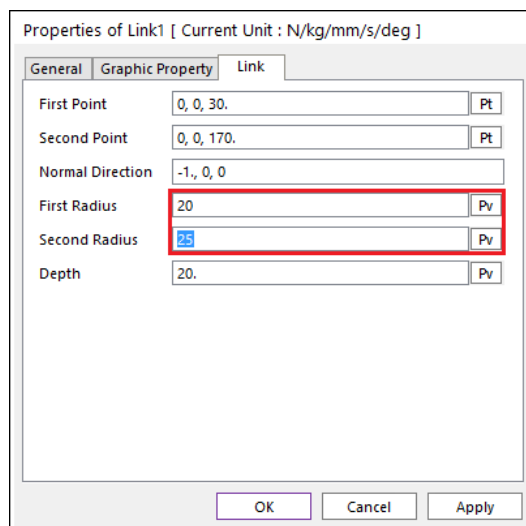 Properties of Link1 [ Current Unit : N/kg/mm/s/deg ]
General Graphic Property Link
First Point 0, 0, 30. Pt
Second Point 0, 0, 170. Pt
Normal Direction -1., 0, 0
First Radius 20 Pv
Second Radius 25 Pv
Depth 20. Pv
OK Cancel Apply